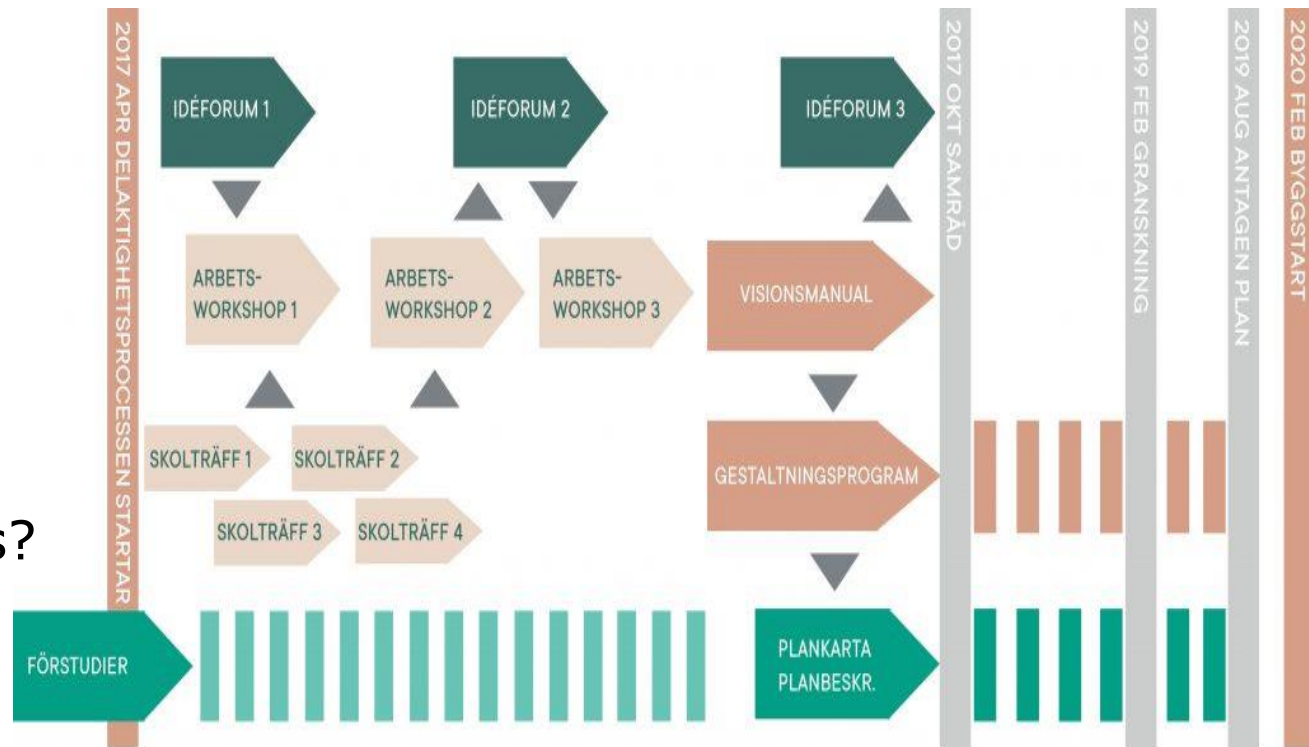 2017 APR DELAKTIGHETSPROCESSEN STARTAR
IDÉFORUM 1
IDÉFORUM 2
IDÉFORUM 3
ARBETS-
WORKSHOP 1
ARBETS-
WORKSHOP 2
ARBETS-
WORKSHOP 3
VISIONSMANUAL
SKOLTRÄFF 1
SKOLTRÄFF 2
SKOLTRÄFF 3
SKOLTRÄFF 4
GESTALTNINGSPROGRAM
s?
FÖRSTUDIER
PLANKARTA
PLANBESKR.
2017 OKT SAMRÅD
2019 FEB GRANSKNING
2019 AUG ANTAGEN PLAN
2020 FEB BYGGSTART